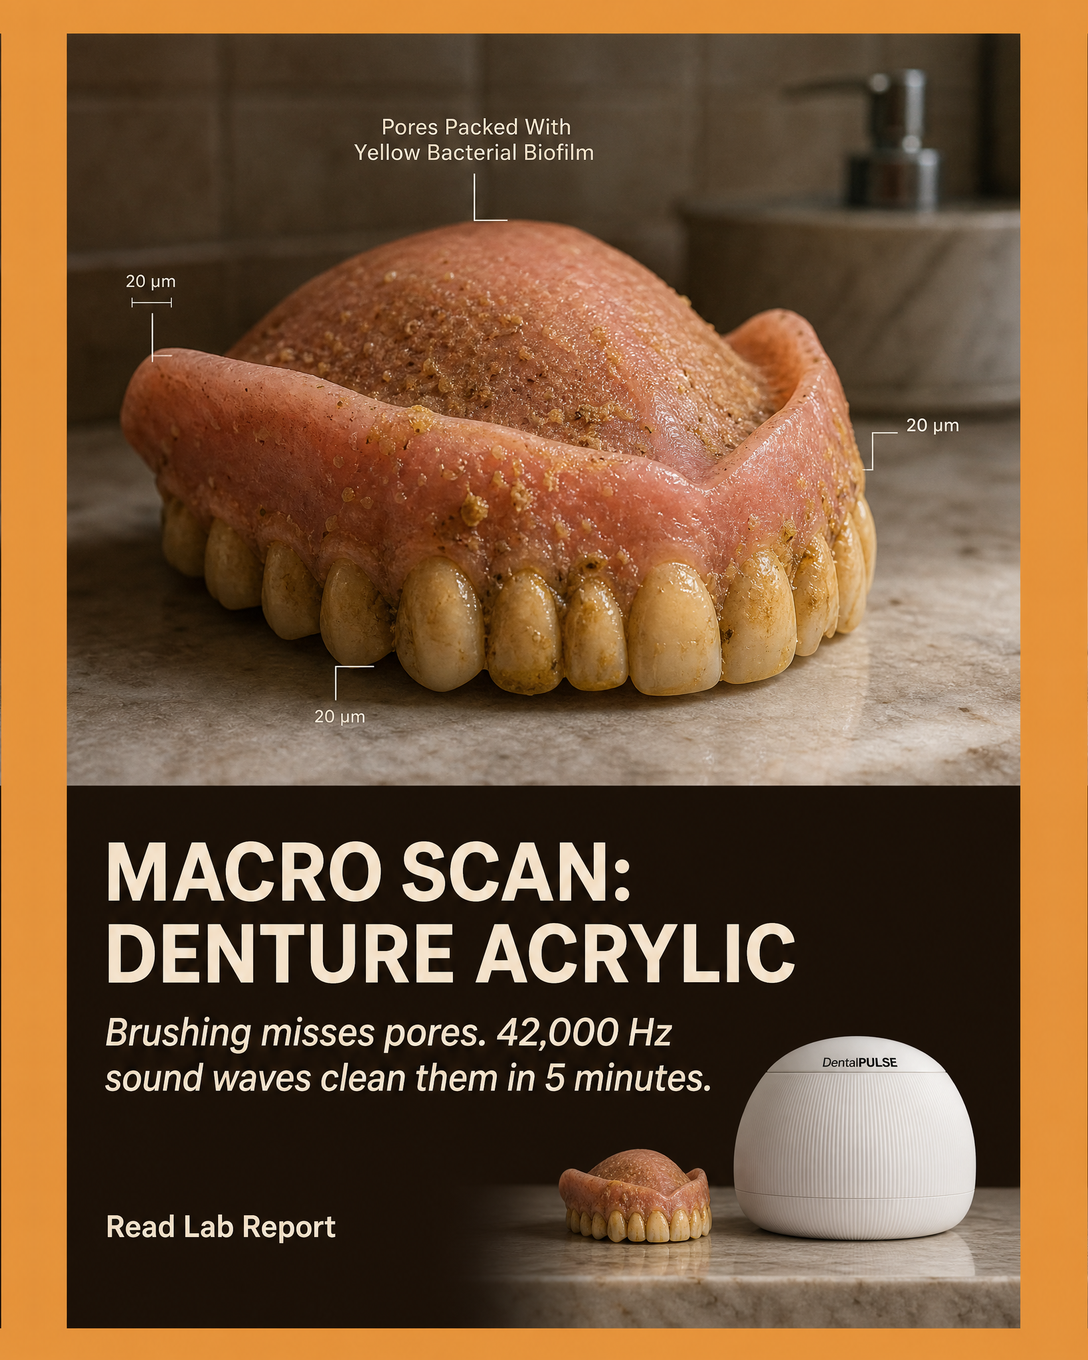 Pores Packed With
Yellow Bacterial Biofilm
20 μm
20 μm
20 μm
MACRO SCAN:
DENTURE ACRYLIC
Brushing misses pores. 42,000 Hz
sound waves clean them in 5 minutes.
DentalPULSE
Read Lab Report